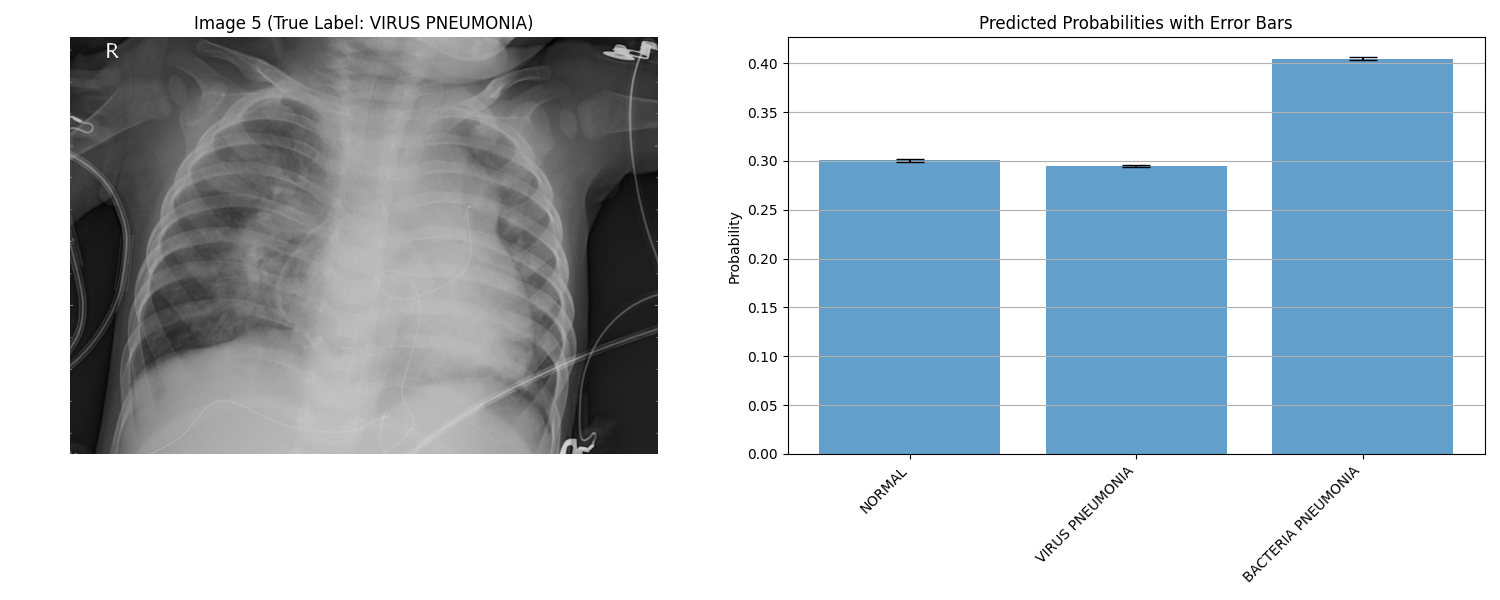 Image 5 (True Label: VIRUS PNEUMONIA)
R
Predicted Probabilities with Error Bars
Probability
0.40
0.35
0.30
0.25
0.20
0.15
0.10
0.05
0.00
NORMAL
VIRUS PNEUMONIA
BACTERIA PNEUMONIA